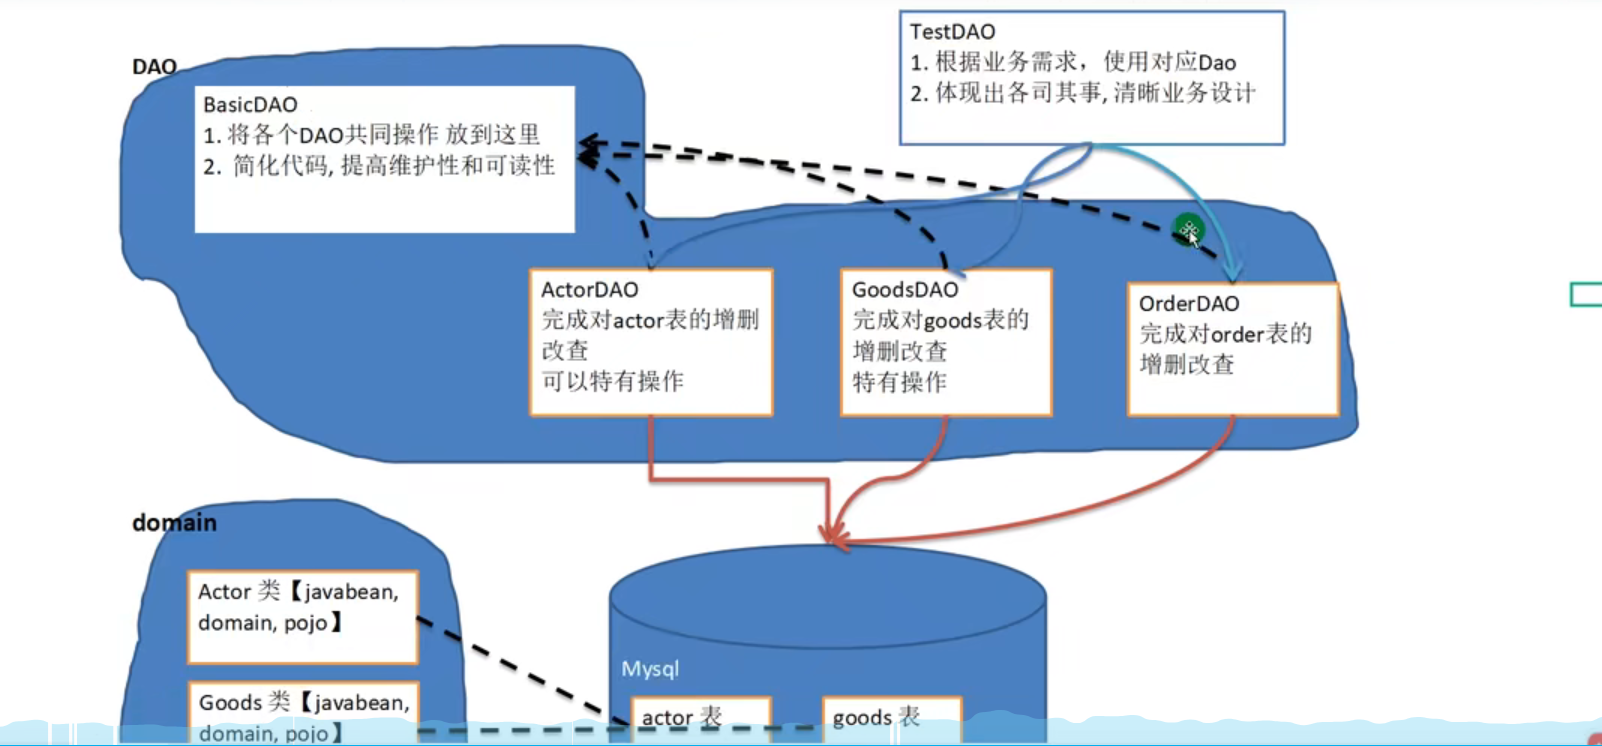 TestDAO
1. 根据业务需求，使用对应Dao
2. 体现出各司其事, 清晰业务设计
DAO
BasicDAO
1. 将各个DAO共同操作 放到这里
2. 简化代码, 提高维护性和可读性
ActorDAO
完成对actor表的增删
改查
可以特有操作
GoodsDAO
完成对goods表的
增删改查
特有操作
OrderDAO
完成对order表的
增删改查
domain
Actor 类【javabean,
domain, pojo】
Goods 类【javabean,
domain, pojo】
Mysql
actor 表
goods 表